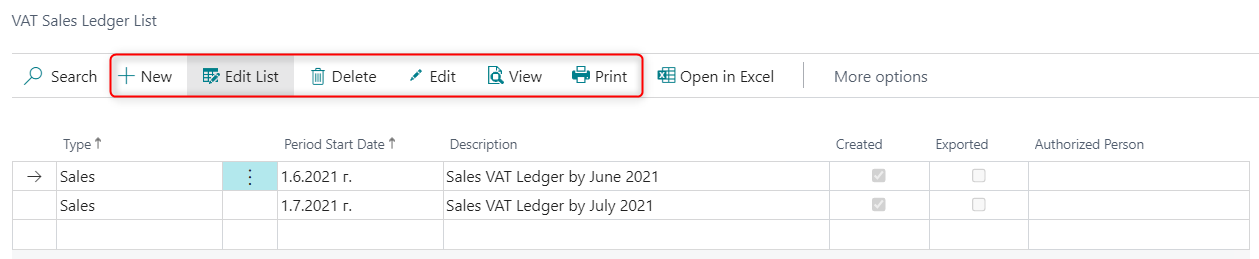 VAT Sales Ledger List
Search New Edit List Delete Edit View Print Open in Excel More options
Type Period Start Date Description Created Exported Authorized Person
Sales 1.6.2021 г. Sales VAT Ledger by June 2021
Sales 1.7.2021 г. Sales VAT Ledger by July 2021